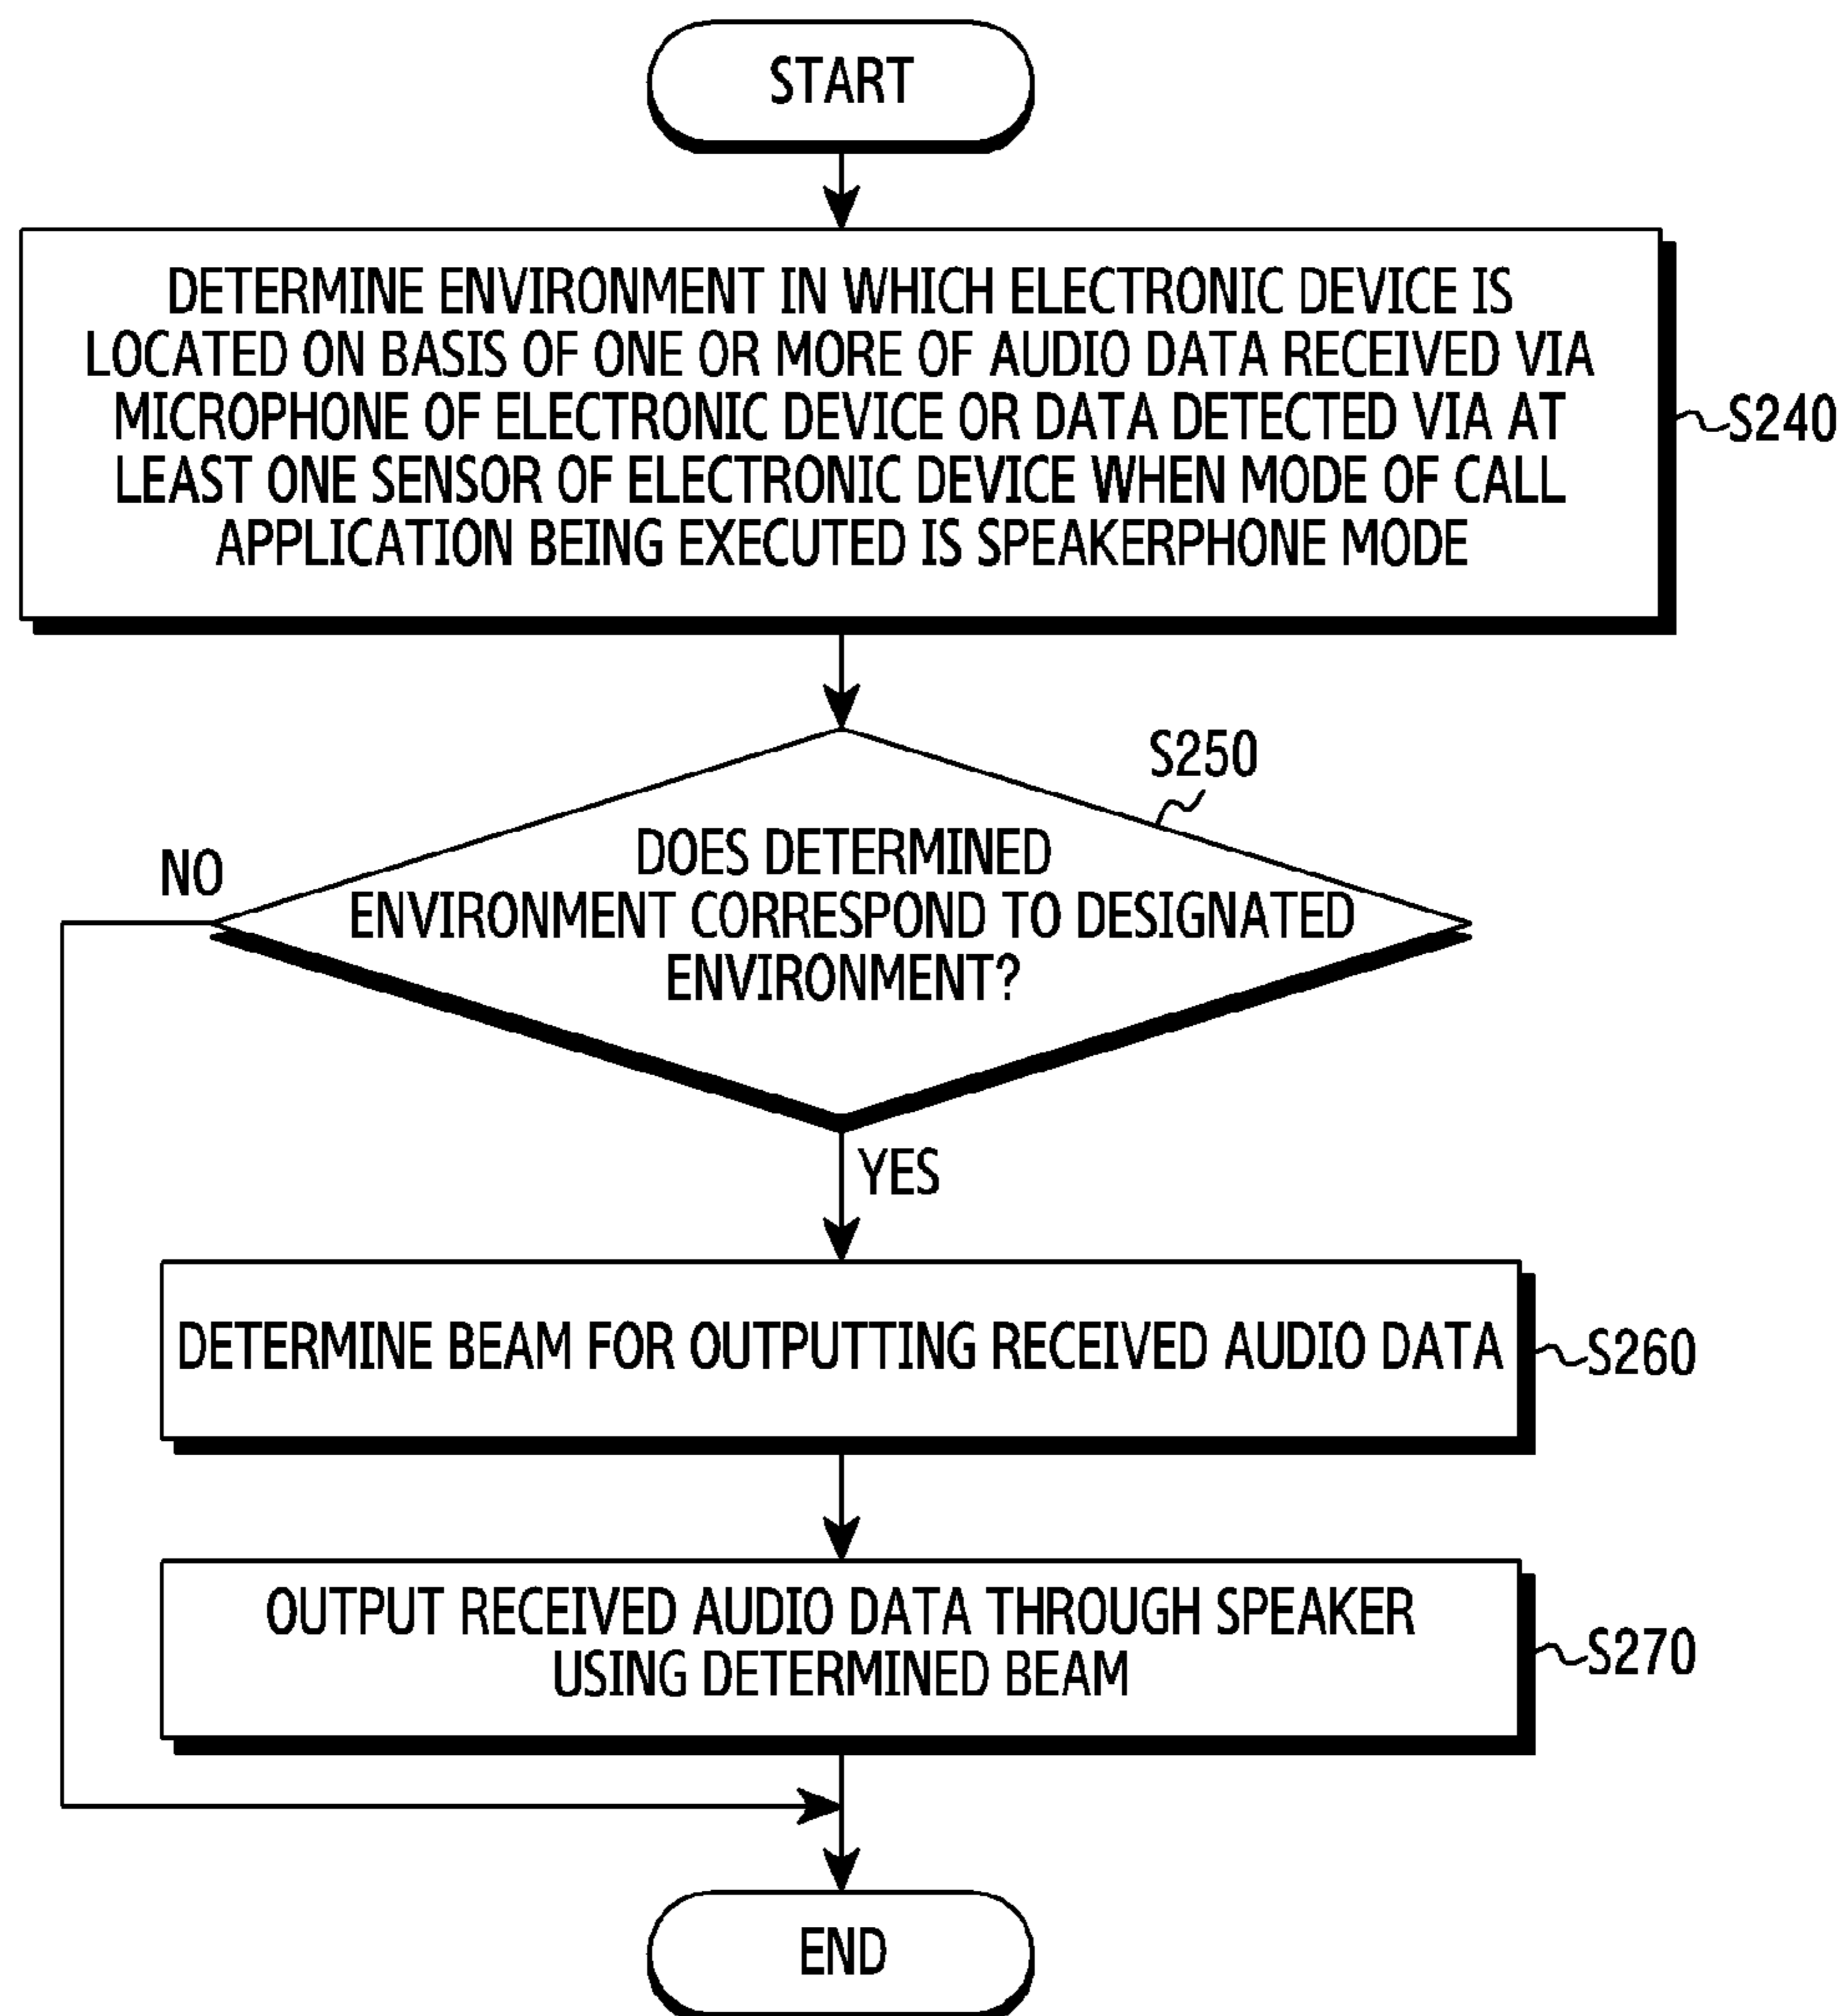 START
DETERMINE ENVIRONMENT IN WHICH ELECTRONIC DEVICE IS
LOCATED ON BASIS OF ONE OR MORE OF AUDIO DATA RECEIVED VIA
MICROPHONE OF ELECTRONIC DEVICE OR DATA DETECTED VIA AT
LEAST ONE SENSOR OF ELECTRONIC DEVICE WHEN MODE OF CALL
APPLICATION BEING EXECUTED IS SPEAKERPHONE MODE
S240
S250
DOES DETERMINED
ENVIRONMENT CORRESPOND TO DESIGNATED
ENVIRONMENT?
NO
YES
DETERMINE BEAM FOR OUTPUTTING RECEIVED AUDIO DATA
S260
OUTPUT RECEIVED AUDIO DATA THROUGH SPEAKER
USING DETERMINED BEAM
S270
END